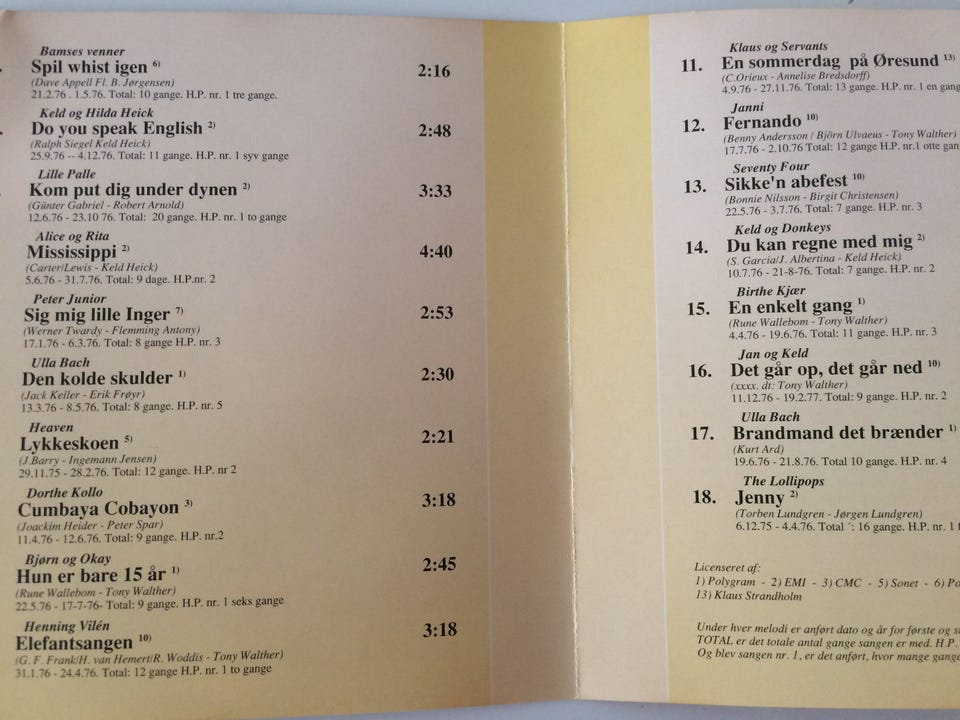 Bamses venner
Spil whist igen 6) 2:16
(Dave Appell Fl. B. Jørgensen)
21.2.76 . 1.5.76. Total: 10 gange. H.P. nr. 1 tre gange.
Keld og Hilda Heick
Do you speak English 2) 2:48
(Ralph Siegel Keld Heick)
25.9.76 -- 4.12.76. Total: 11 gange. H.P. nr. 1 syv gange
Lille Palle
Kom put dig under dynen 2) 3:33
(Günter Gabriel - Robert Arnold)
12.6.76 - 23.10 76. Total: 20 gange. H.P. nr. 1 to gange
Alice og Rita
Mississippi 2) 4:40
(Carter/Lewis - Keld Heick)
5.6.76 - 31.7.76. Total: 9 dage. H.P.nr. 2
Peter Junior
Sig mig lille Inger 7) 2:53
(Werner Twardy - Flemming Antony)
17.1.76 - 6.3.76. Total: 8 gange H.P. nr. 3
Ulla Bach
Den kolde skulder 1) 2:30
(Jack Keller - Erik Frøyr)
13.3.76 - 8.5.76. Total: 8 gange. H.P. nr. 5
Heaven
Lykkeskoen 5) 2:21
(J.Barry - Ingemann Jensen)
29.11.75 - 28.2.76. Total: 12 gange. H.P. nr 2
Dorthe Kollo
Cumbaya Cobayon 3) 3:18
(Joackim Heider - Peter Spar)
11.4.76 - 12.6.76. Total: 9 gange. H.P. nr.2
Bjørn og Okay
Hun er bare 15 år 1) 2:45
(Rune Wallebom - Tony Walther)
22.5.76 - 17-7-76- Total: 9 gange. H.P. nr. 1 seks gange
Henning Vilén
Elefantsangen 10) 3:18
(G. F. Frank/H. van Hemert/R. Woddis - Tony Walther)
31.1.76 - 24.4.76. Total: 12 gange H.P. nr. 1 to gange
Klaus og Servants
11. En sommerdag på Øresund 13)
(C.Orieux - Annelise Bredsdorff)
4.9.76 - 27.11.76. Total: 13 gange. H.P. nr. 1 en gang
Janni
12. Fernando 10)
(Benny Andersson / Björn Ulvaeus - Tony Walther)
17.7.76 - 2.10.76 Total: 12 gange H.P. nr.1 otte gan
Seventy Four
13. Sikke'n abefest 10)
(Bonnie Nilsson - Birgit Christensen)
22.5.76 - 3.7.76. Total: 7 gange. H.P. nr. 3
Keld og Donkeys
14. Du kan regne med mig 2)
(S. Garcia/J. Albertina - Keld Heick)
10.7.76 - 21-8-76. Total: 7 gange. H.P. nr. 2
Birthe Kjær
15. En enkelt gang 1)
(Rune Wallebom - Tony Walther)
4.4.76 - 19.6.76. Total: 11 gange. H.P. nr. 3
Jan og Keld
16. Det går op, det går ned 10)
(xxxx. dt: Tony Walther)
11.12.76 - 19.2.77. Total: 9 gange. H.P. nr. 2
Ulla Bach
17. Brandmand det brænder 1)
(Kurt Ard)
19.6.76 - 21.8.76. Total 10 gange. H.P. nr. 4
The Lollipops
18. Jenny 2)
(Torben Lundgren - Jørgen Lundgren)
6.12.75 - 4.4.76. Total ´: 16 gange. H.P. nr. 1
Licenseret af:
1) Polygram - 2) EMI - 3) CMC - 5) Sonet - 6) Po
13) Klaus Strandholm
Under hver melodi er anført dato og år for første og
TOTAL er det totale antal gange sangen er med. H.P.
Og blev sangen nr. 1, er det anført, hvor mange gange